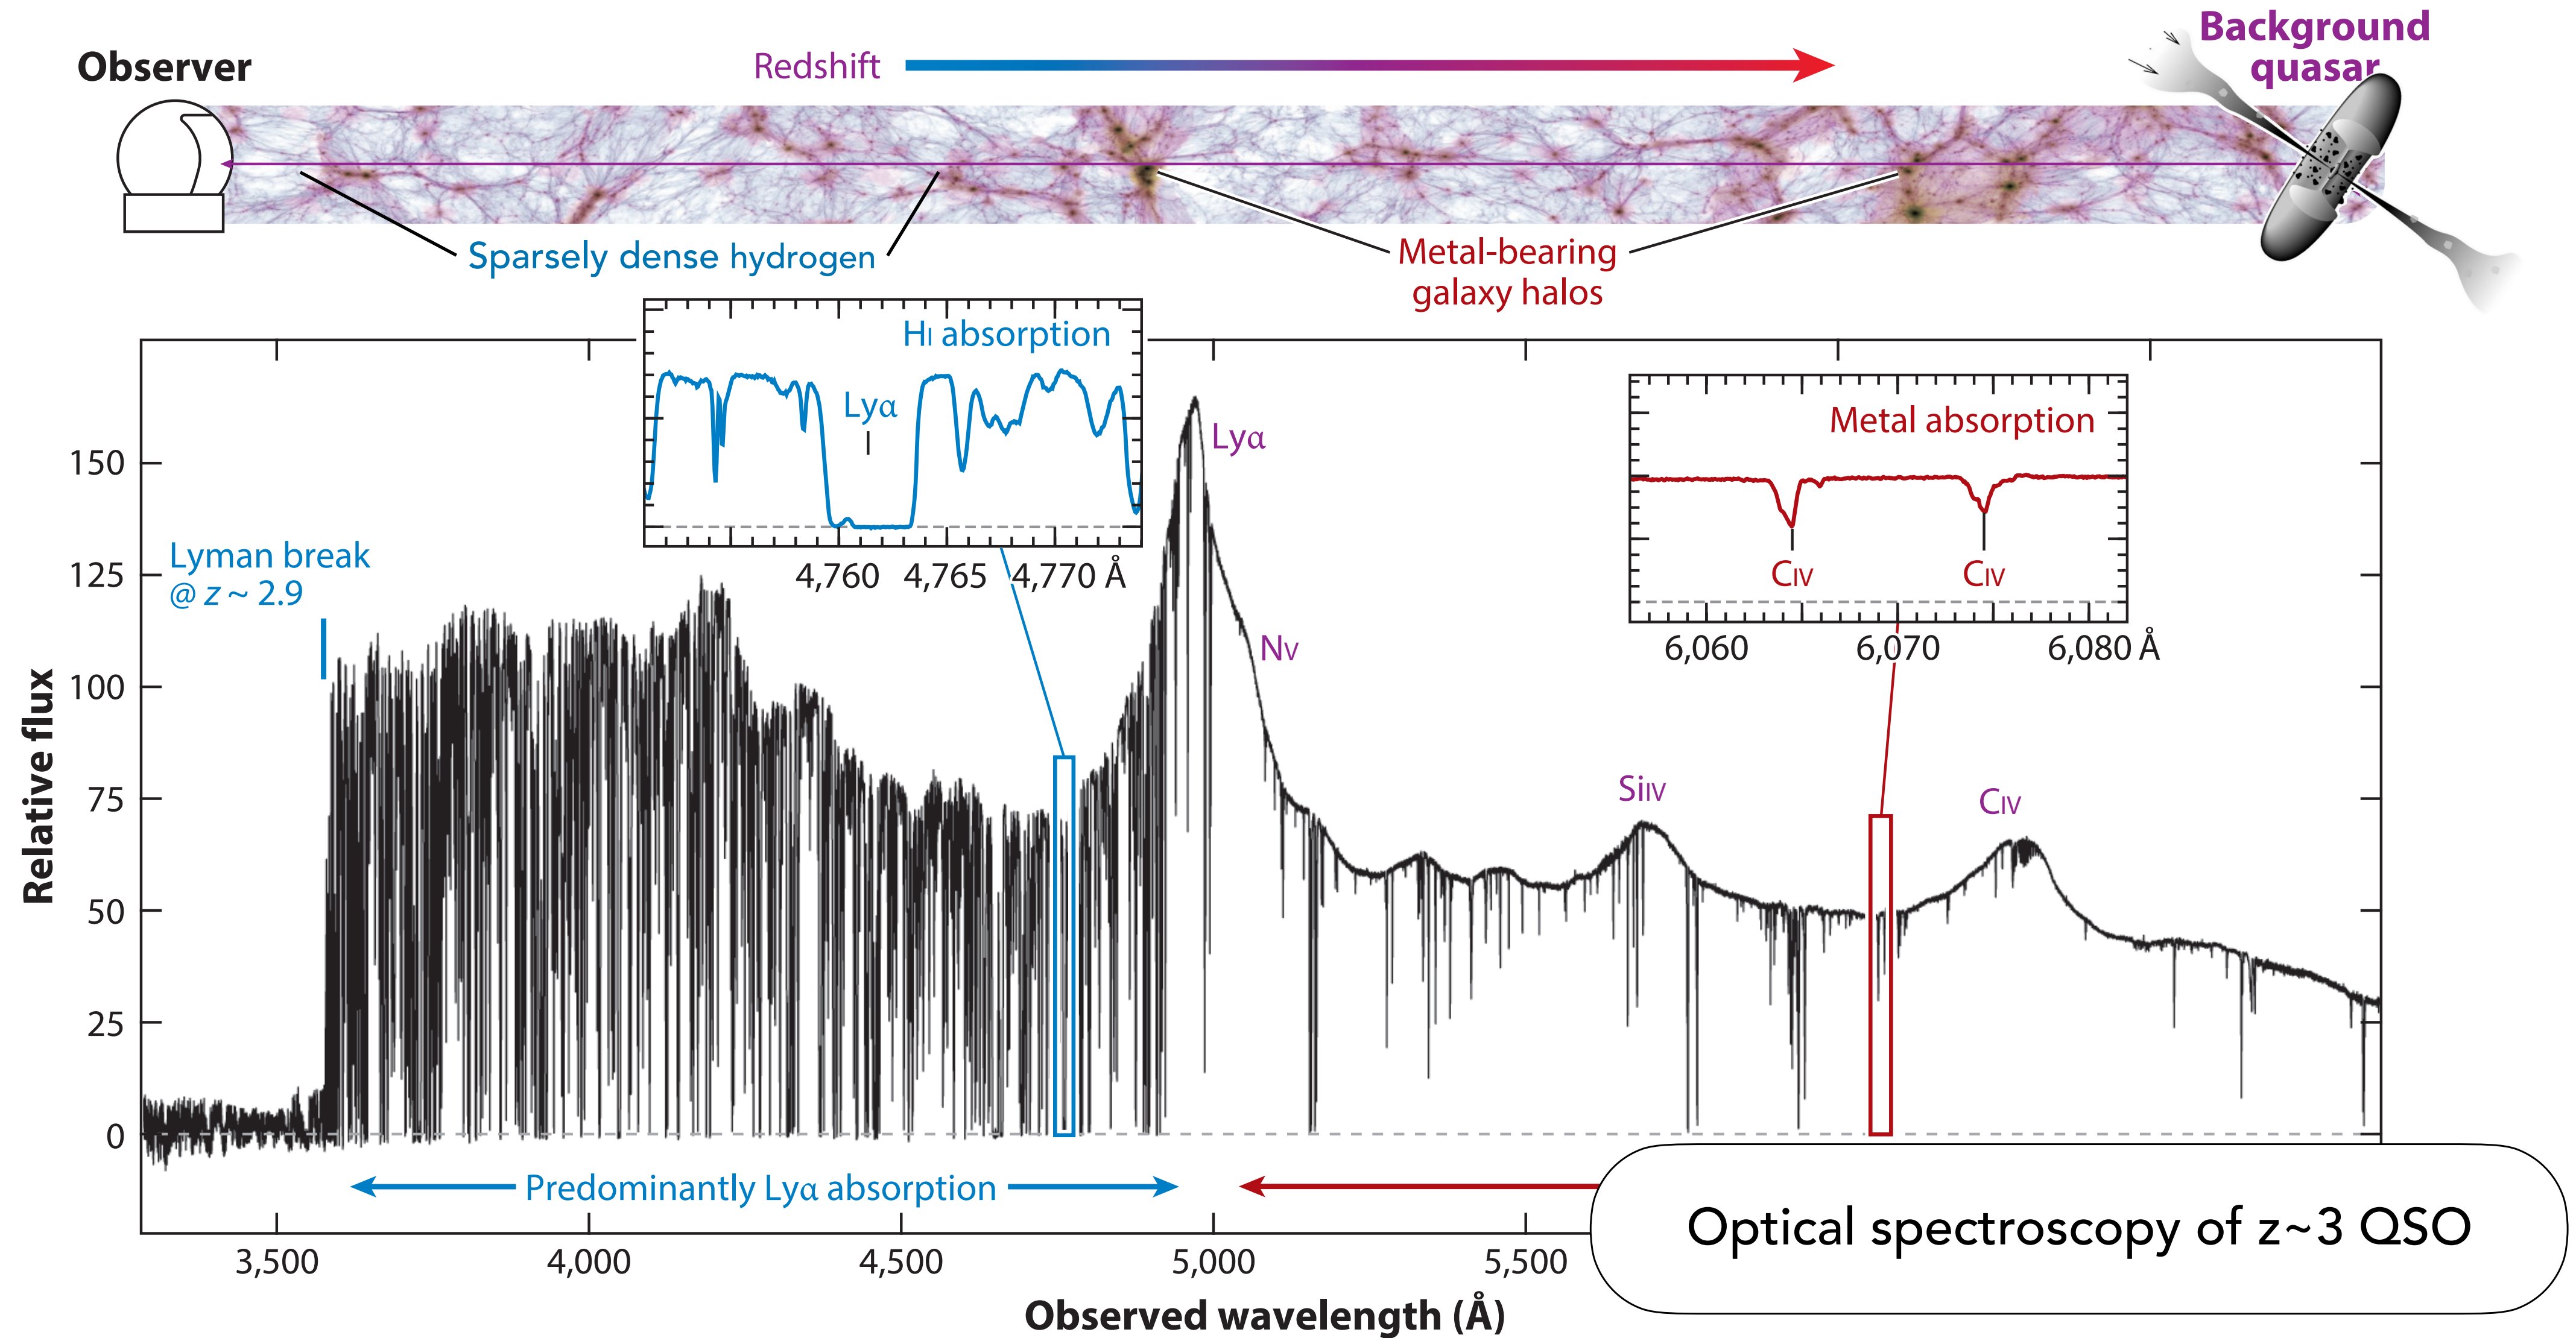 Background
quasar
Observer
Redshift
Sparsely dense hydrogen
Metal-bearing
galaxy halos
HI absorption
Lyα
4,760 4,765 4,770 Å
Metal absorption
CIV CIV
6,060 6,070 6,080 Å
Lyman break
@ z ~ 2.9
Lyα
NV
SiIV
CIV
Relative flux
150
125
100
75
50
25
0
Predominantly Lyα absorption
3,500 4,000 4,500 5,000 5,500
Observed wavelength (Å)
Optical spectroscopy of z~3 QSO